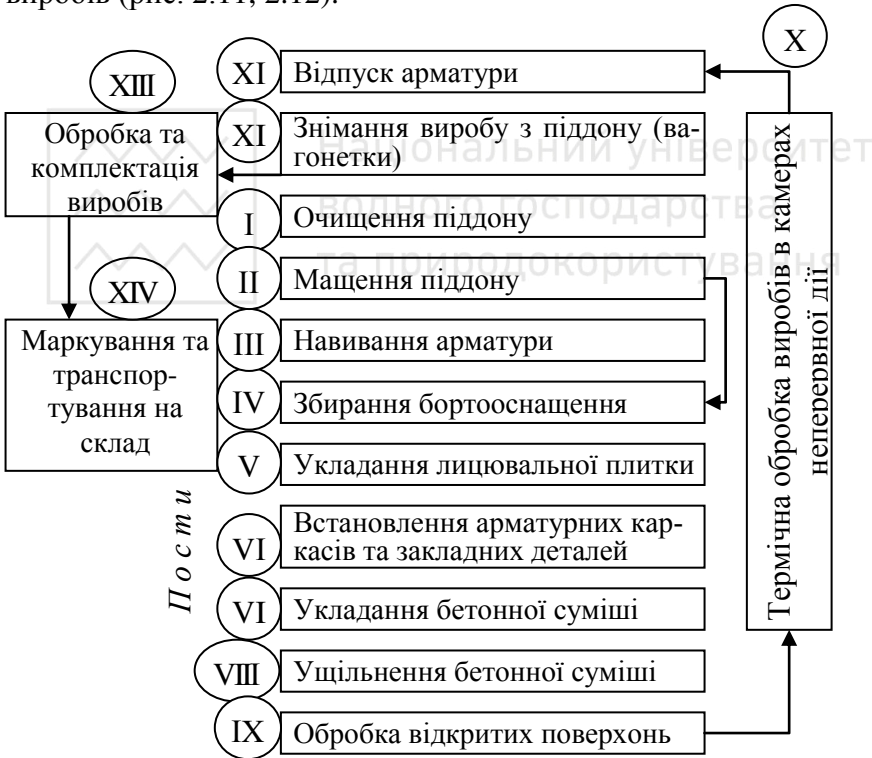 виробів (рис. 2.11, 2.12).
X
XI
Відпуск арматури
XIII
Обробка та
комплектація
виробів
XI
Знімання виробу з піддону (ва-
гонетки)
I
Очищення піддону
II
Мащення піддону
XIV
Маркування та
транспор-
тування на
склад
III
Навивання арматури
IV
Збирання бортооснащення
V
Укладання лицювальної плитки
Пости
VI
Встановлення арматурних кар-
касів та закладних деталей
VI
Укладання бетонної суміші
VIII
Ущільнення бетонної суміші
IX
Обробка відкритих поверхонь
Термічна обробка виробів в камерах
неперервної дії
Національний університет
водного господарства
та природокористування